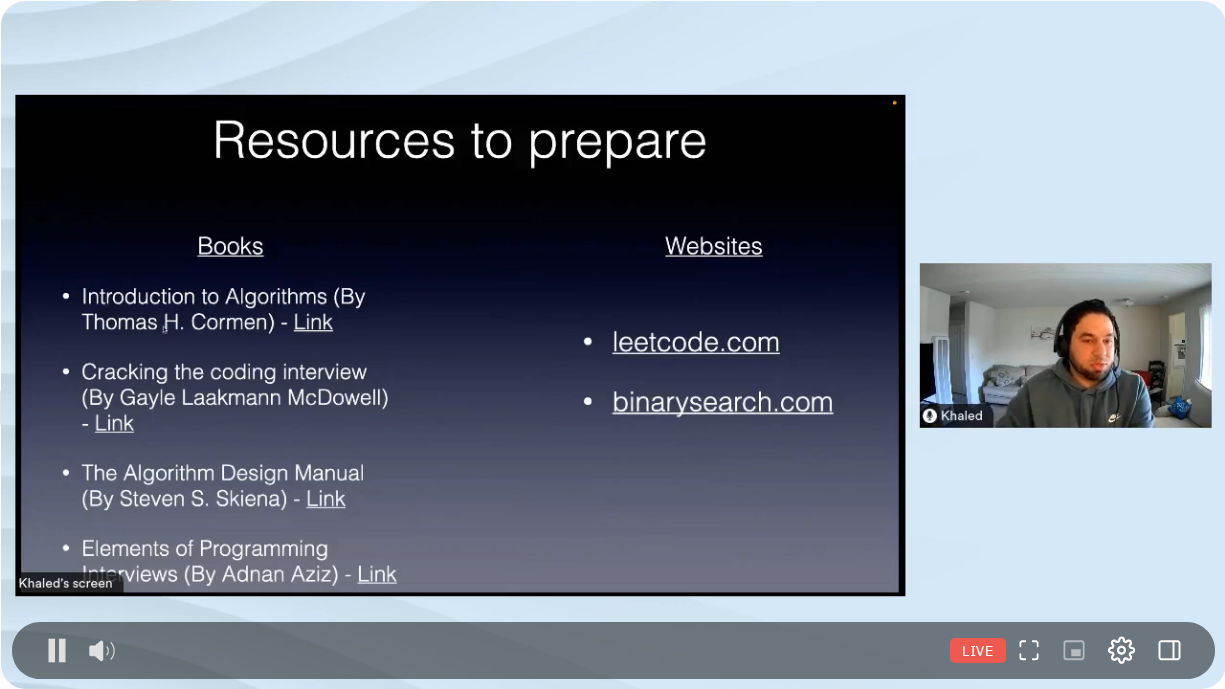 Resources to prepare
Books
• Introduction to Algorithms (By
Thomas H. Cormen) - Link
• Cracking the coding interview
(By Gayle Laakmann McDowell)
- Link
• The Algorithm Design Manual
(By Steven S. Skiena) - Link
• Elements of Programming
Interviews (By Adnan Aziz) - Link
Websites
• leetcode.com
• binarysearch.com
Khaled's screen
Khaled
LIVE